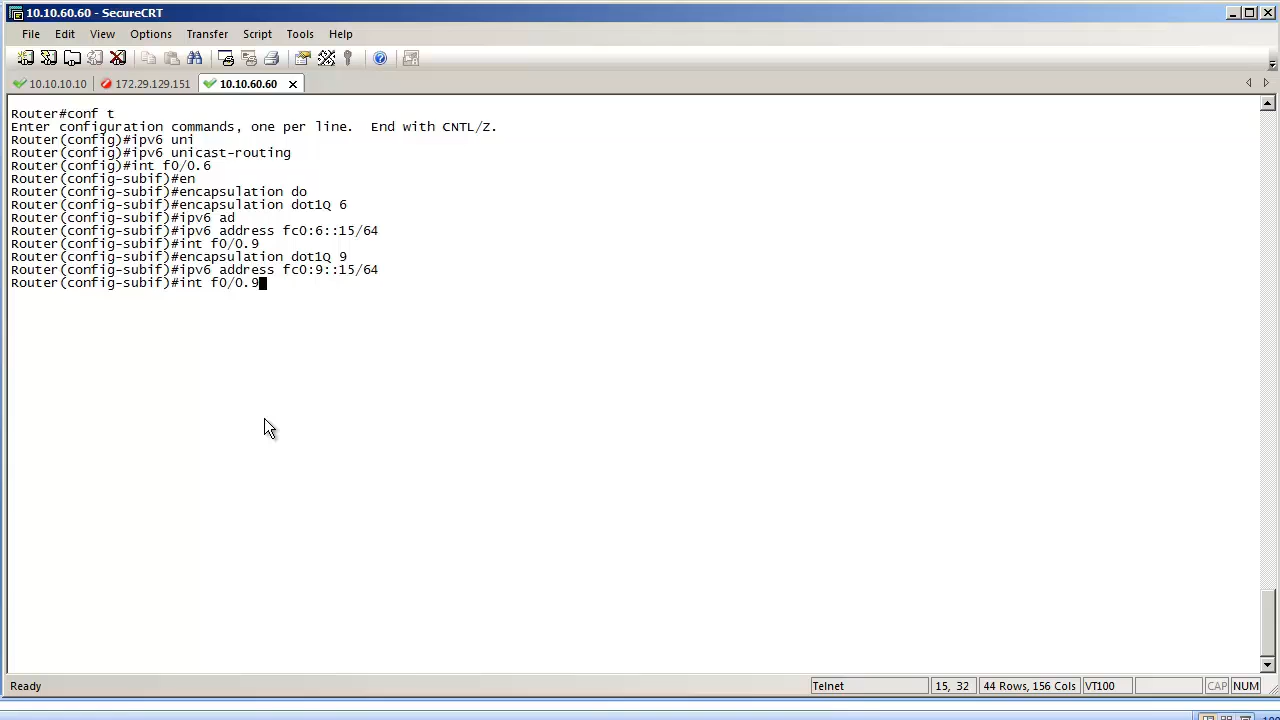 10.10.60.60 - SecureCRT
File Edit View Options Transfer Script Tools Help
10.10.10.10 172.29.129.151 10.10.60.60
Router#conf t
Enter configuration commands, one per line.  End with CNTL/Z.
Router(config)#ipv6 uni
Router(config)#ipv6 unicast-routing
Router(config)#int f0/0.6
Router(config-subif)#en
Router(config-subif)#encapsulation do
Router(config-subif)#encapsulation dot1Q 6
Router(config-subif)#ipv6 ad
Router(config-subif)#ipv6 address fc0:6::15/64
Router(config-subif)#int f0/0.9
Router(config-subif)#encapsulation dot1Q 9
Router(config-subif)#ipv6 address fc0:9::15/64
Router(config-subif)#int f0/0.9
Ready Telnet 15, 32 44 Rows, 156 Cols VT100 CAP NUM